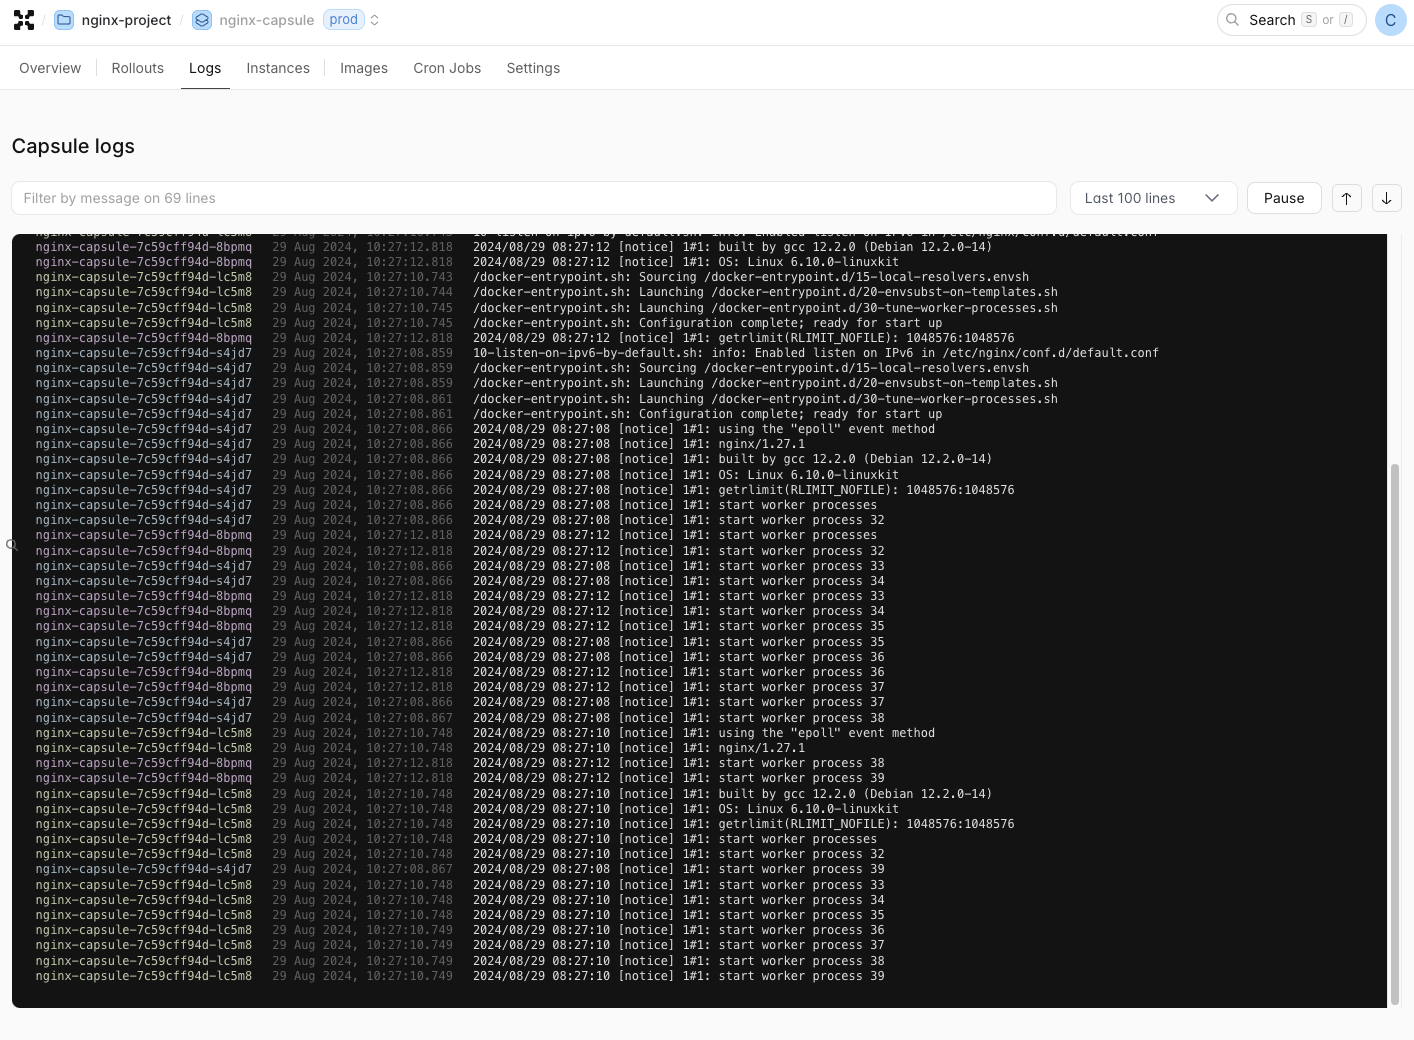 nginx-project / nginx-capsule prod Search S or / C
Overview Rollouts Logs Instances Images Cron Jobs Settings
Capsule logs
Filter by message on 69 lines Last 100 lines Pause ↑ ↓
nginx-capsule-7c59cff94d-8bpmq 29 Aug 2024, 10:27:12.818 2024/08/29 08:27:12 [notice] 1#1: built by gcc 12.2.0 (Debian 12.2.0-14)
nginx-capsule-7c59cff94d-8bpmq 29 Aug 2024, 10:27:12.818 2024/08/29 08:27:12 [notice] 1#1: OS: Linux 6.10.0-linuxkit
nginx-capsule-7c59cff94d-lc5m8 29 Aug 2024, 10:27:10.743 /docker-entrypoint.sh: Sourcing /docker-entrypoint.d/15-local-resolvers.envsh
nginx-capsule-7c59cff94d-lc5m8 29 Aug 2024, 10:27:10.744 /docker-entrypoint.sh: Launching /docker-entrypoint.d/20-envsubst-on-templates.sh
nginx-capsule-7c59cff94d-lc5m8 29 Aug 2024, 10:27:10.745 /docker-entrypoint.sh: Launching /docker-entrypoint.d/30-tune-worker-processes.sh
nginx-capsule-7c59cff94d-lc5m8 29 Aug 2024, 10:27:10.745 /docker-entrypoint.sh: Configuration complete; ready for start up
nginx-capsule-7c59cff94d-8bpmq 29 Aug 2024, 10:27:12.818 2024/08/29 08:27:12 [notice] 1#1: getrlimit(RLIMIT_NOFILE): 1048576:1048576
nginx-capsule-7c59cff94d-s4jd7 29 Aug 2024, 10:27:08.859 10-listen-on-ipv6-by-default.sh: info: Enabled listen on IPv6 in /etc/nginx/conf.d/default.conf
nginx-capsule-7c59cff94d-s4jd7 29 Aug 2024, 10:27:08.859 /docker-entrypoint.sh: Sourcing /docker-entrypoint.d/15-local-resolvers.envsh
nginx-capsule-7c59cff94d-s4jd7 29 Aug 2024, 10:27:08.859 /docker-entrypoint.sh: Launching /docker-entrypoint.d/20-envsubst-on-templates.sh
nginx-capsule-7c59cff94d-s4jd7 29 Aug 2024, 10:27:08.861 /docker-entrypoint.sh: Launching /docker-entrypoint.d/30-tune-worker-processes.sh
nginx-capsule-7c59cff94d-s4jd7 29 Aug 2024, 10:27:08.861 /docker-entrypoint.sh: Configuration complete; ready for start up
nginx-capsule-7c59cff94d-s4jd7 29 Aug 2024, 10:27:08.866 2024/08/29 08:27:08 [notice] 1#1: using the "epoll" event method
nginx-capsule-7c59cff94d-s4jd7 29 Aug 2024, 10:27:08.866 2024/08/29 08:27:08 [notice] 1#1: nginx/1.27.1
nginx-capsule-7c59cff94d-s4jd7 29 Aug 2024, 10:27:08.866 2024/08/29 08:27:08 [notice] 1#1: built by gcc 12.2.0 (Debian 12.2.0-14)
nginx-capsule-7c59cff94d-s4jd7 29 Aug 2024, 10:27:08.866 2024/08/29 08:27:08 [notice] 1#1: OS: Linux 6.10.0-linuxkit
nginx-capsule-7c59cff94d-s4jd7 29 Aug 2024, 10:27:08.866 2024/08/29 08:27:08 [notice] 1#1: getrlimit(RLIMIT_NOFILE): 1048576:1048576
nginx-capsule-7c59cff94d-s4jd7 29 Aug 2024, 10:27:08.866 2024/08/29 08:27:08 [notice] 1#1: start worker processes
nginx-capsule-7c59cff94d-s4jd7 29 Aug 2024, 10:27:08.866 2024/08/29 08:27:08 [notice] 1#1: start worker process 32
nginx-capsule-7c59cff94d-8bpmq 29 Aug 2024, 10:27:12.818 2024/08/29 08:27:12 [notice] 1#1: start worker processes
nginx-capsule-7c59cff94d-8bpmq 29 Aug 2024, 10:27:12.818 2024/08/29 08:27:12 [notice] 1#1: start worker process 32
nginx-capsule-7c59cff94d-s4jd7 29 Aug 2024, 10:27:08.866 2024/08/29 08:27:08 [notice] 1#1: start worker process 33
nginx-capsule-7c59cff94d-s4jd7 29 Aug 2024, 10:27:08.866 2024/08/29 08:27:08 [notice] 1#1: start worker process 34
nginx-capsule-7c59cff94d-8bpmq 29 Aug 2024, 10:27:12.818 2024/08/29 08:27:12 [notice] 1#1: start worker process 33
nginx-capsule-7c59cff94d-8bpmq 29 Aug 2024, 10:27:12.818 2024/08/29 08:27:12 [notice] 1#1: start worker process 34
nginx-capsule-7c59cff94d-8bpmq 29 Aug 2024, 10:27:12.818 2024/08/29 08:27:12 [notice] 1#1: start worker process 35
nginx-capsule-7c59cff94d-s4jd7 29 Aug 2024, 10:27:08.866 2024/08/29 08:27:08 [notice] 1#1: start worker process 35
nginx-capsule-7c59cff94d-s4jd7 29 Aug 2024, 10:27:08.866 2024/08/29 08:27:08 [notice] 1#1: start worker process 36
nginx-capsule-7c59cff94d-8bpmq 29 Aug 2024, 10:27:12.818 2024/08/29 08:27:12 [notice] 1#1: start worker process 36
nginx-capsule-7c59cff94d-8bpmq 29 Aug 2024, 10:27:12.818 2024/08/29 08:27:12 [notice] 1#1: start worker process 37
nginx-capsule-7c59cff94d-s4jd7 29 Aug 2024, 10:27:08.866 2024/08/29 08:27:08 [notice] 1#1: start worker process 37
nginx-capsule-7c59cff94d-s4jd7 29 Aug 2024, 10:27:08.867 2024/08/29 08:27:08 [notice] 1#1: start worker process 38
nginx-capsule-7c59cff94d-lc5m8 29 Aug 2024, 10:27:10.748 2024/08/29 08:27:10 [notice] 1#1: using the "epoll" event method
nginx-capsule-7c59cff94d-lc5m8 29 Aug 2024, 10:27:10.748 2024/08/29 08:27:10 [notice] 1#1: nginx/1.27.1
nginx-capsule-7c59cff94d-8bpmq 29 Aug 2024, 10:27:12.818 2024/08/29 08:27:12 [notice] 1#1: start worker process 38
nginx-capsule-7c59cff94d-8bpmq 29 Aug 2024, 10:27:12.818 2024/08/29 08:27:12 [notice] 1#1: start worker process 39
nginx-capsule-7c59cff94d-lc5m8 29 Aug 2024, 10:27:10.748 2024/08/29 08:27:10 [notice] 1#1: built by gcc 12.2.0 (Debian 12.2.0-14)
nginx-capsule-7c59cff94d-lc5m8 29 Aug 2024, 10:27:10.748 2024/08/29 08:27:10 [notice] 1#1: OS: Linux 6.10.0-linuxkit
nginx-capsule-7c59cff94d-lc5m8 29 Aug 2024, 10:27:10.748 2024/08/29 08:27:10 [notice] 1#1: getrlimit(RLIMIT_NOFILE): 1048576:1048576
nginx-capsule-7c59cff94d-lc5m8 29 Aug 2024, 10:27:10.748 2024/08/29 08:27:10 [notice] 1#1: start worker processes
nginx-capsule-7c59cff94d-lc5m8 29 Aug 2024, 10:27:10.748 2024/08/29 08:27:10 [notice] 1#1: start worker process 32
nginx-capsule-7c59cff94d-s4jd7 29 Aug 2024, 10:27:08.867 2024/08/29 08:27:08 [notice] 1#1: start worker process 39
nginx-capsule-7c59cff94d-lc5m8 29 Aug 2024, 10:27:10.748 2024/08/29 08:27:10 [notice] 1#1: start worker process 33
nginx-capsule-7c59cff94d-lc5m8 29 Aug 2024, 10:27:10.748 2024/08/29 08:27:10 [notice] 1#1: start worker process 34
nginx-capsule-7c59cff94d-lc5m8 29 Aug 2024, 10:27:10.748 2024/08/29 08:27:10 [notice] 1#1: start worker process 35
nginx-capsule-7c59cff94d-lc5m8 29 Aug 2024, 10:27:10.749 2024/08/29 08:27:10 [notice] 1#1: start worker process 36
nginx-capsule-7c59cff94d-lc5m8 29 Aug 2024, 10:27:10.749 2024/08/29 08:27:10 [notice] 1#1: start worker process 37
nginx-capsule-7c59cff94d-lc5m8 29 Aug 2024, 10:27:10.749 2024/08/29 08:27:10 [notice] 1#1: start worker process 38
nginx-capsule-7c59cff94d-lc5m8 29 Aug 2024, 10:27:10.749 2024/08/29 08:27:10 [notice] 1#1: start worker process 39